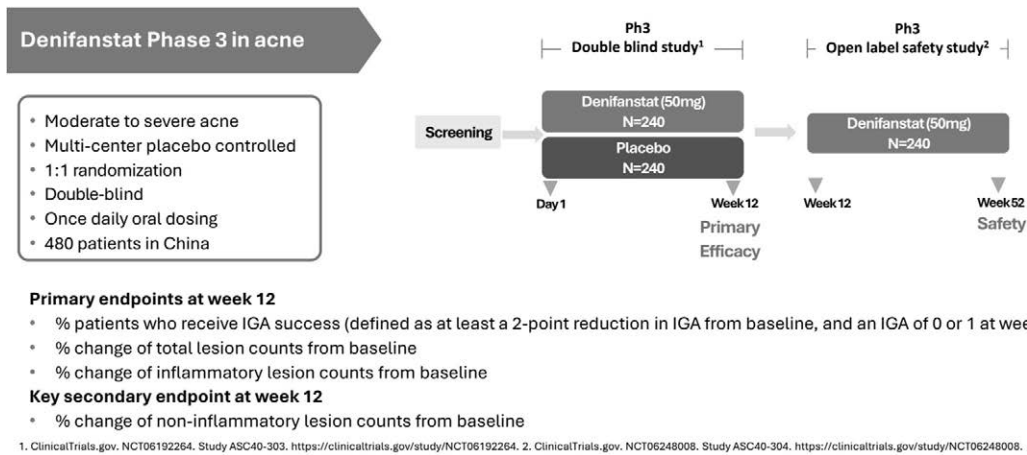 Denifanstat Phase 3 in acne
• Moderate to severe acne
• Multi-center placebo controlled
• 1:1 randomization
• Double-blind
• Once daily oral dosing
• 480 patients in China
Ph3
Double blind study1
Ph3
Open label safety study2
Screening
Denifanstat (50mg)
N=240
Placebo
N=240
Denifanstat (50mg)
N=240
Day 1
Week 12
Primary
Efficacy
Week 12
Week 52
Safety
Primary endpoints at week 12
• % patients who receive IGA success (defined as at least a 2-point reduction in IGA from baseline, and an IGA of 0 or 1 at
• % change of total lesion counts from baseline
• % change of inflammatory lesion counts from baseline
Key secondary endpoint at week 12
• % change of non-inflammatory lesion counts from baseline
1. ClinicalTrials.gov. NCT06192264. Study ASC40-303. https://clinicaltrials.gov/study/NCT06192264. 2. ClinicalTrials.gov. NCT06248008. Study ASC40-304. https://clinicaltrials.gov/study/NCT06248008.